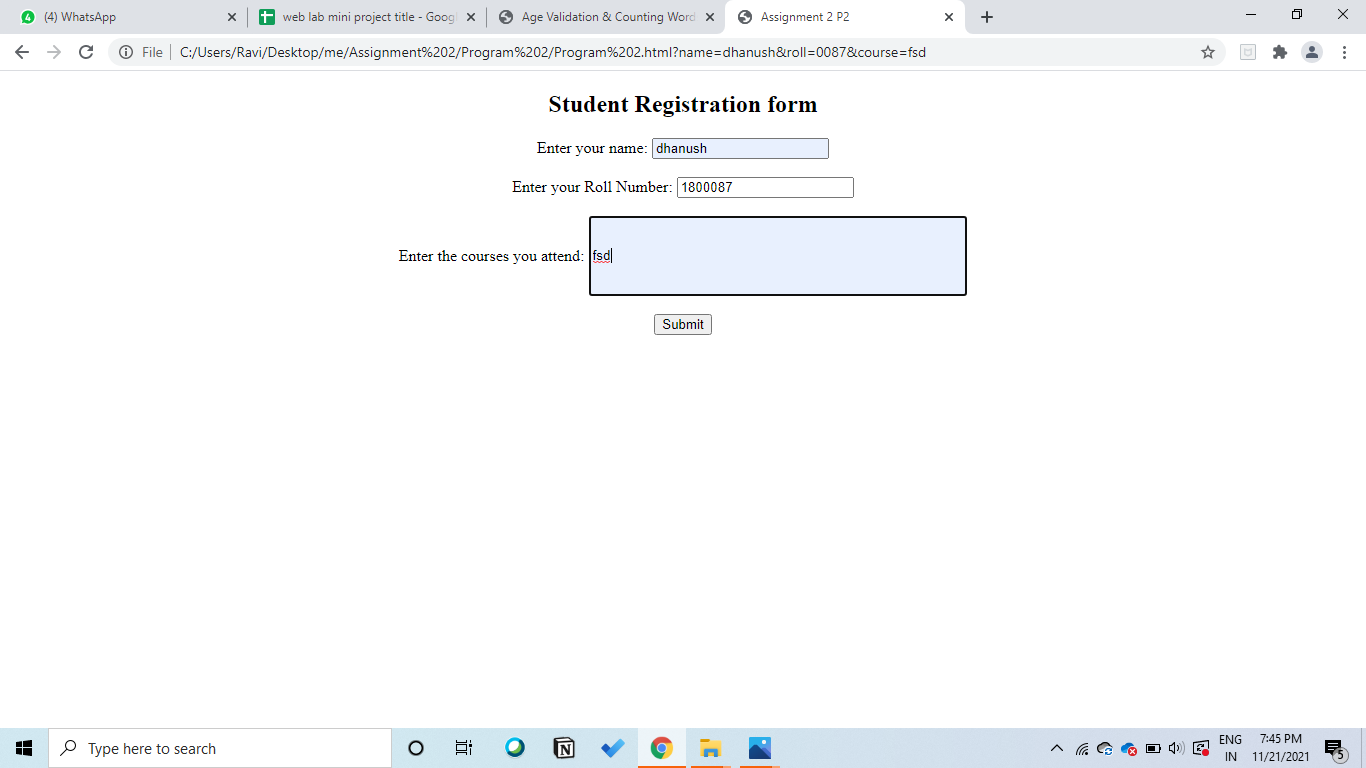 (4) WhatsApp
web lab mini project title - Goog
Age Validation & Counting Word
Assignment 2 P2
File
C:/Users/Ravi/Desktop/me/Assignment%202/Program%202/Program%202.html?name=dhanush&roll=0087&course=fsd
Student Registration form
Enter your name: dhanush
Enter your Roll Number: 1800087
Enter the courses you attend: fsd
Submit
Type here to search
ENG
IN
7:45 PM
11/21/2021
5